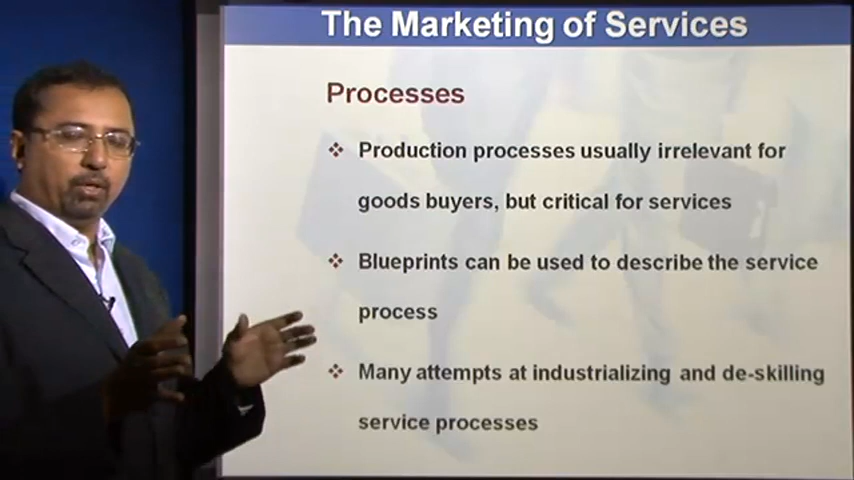 The Marketing of Services
Processes
Production processes usually irrelevant for
goods buyers, but critical for services
Blueprints can be used to describe the service
process
Many attempts at industrializing and de-skilling
service processes